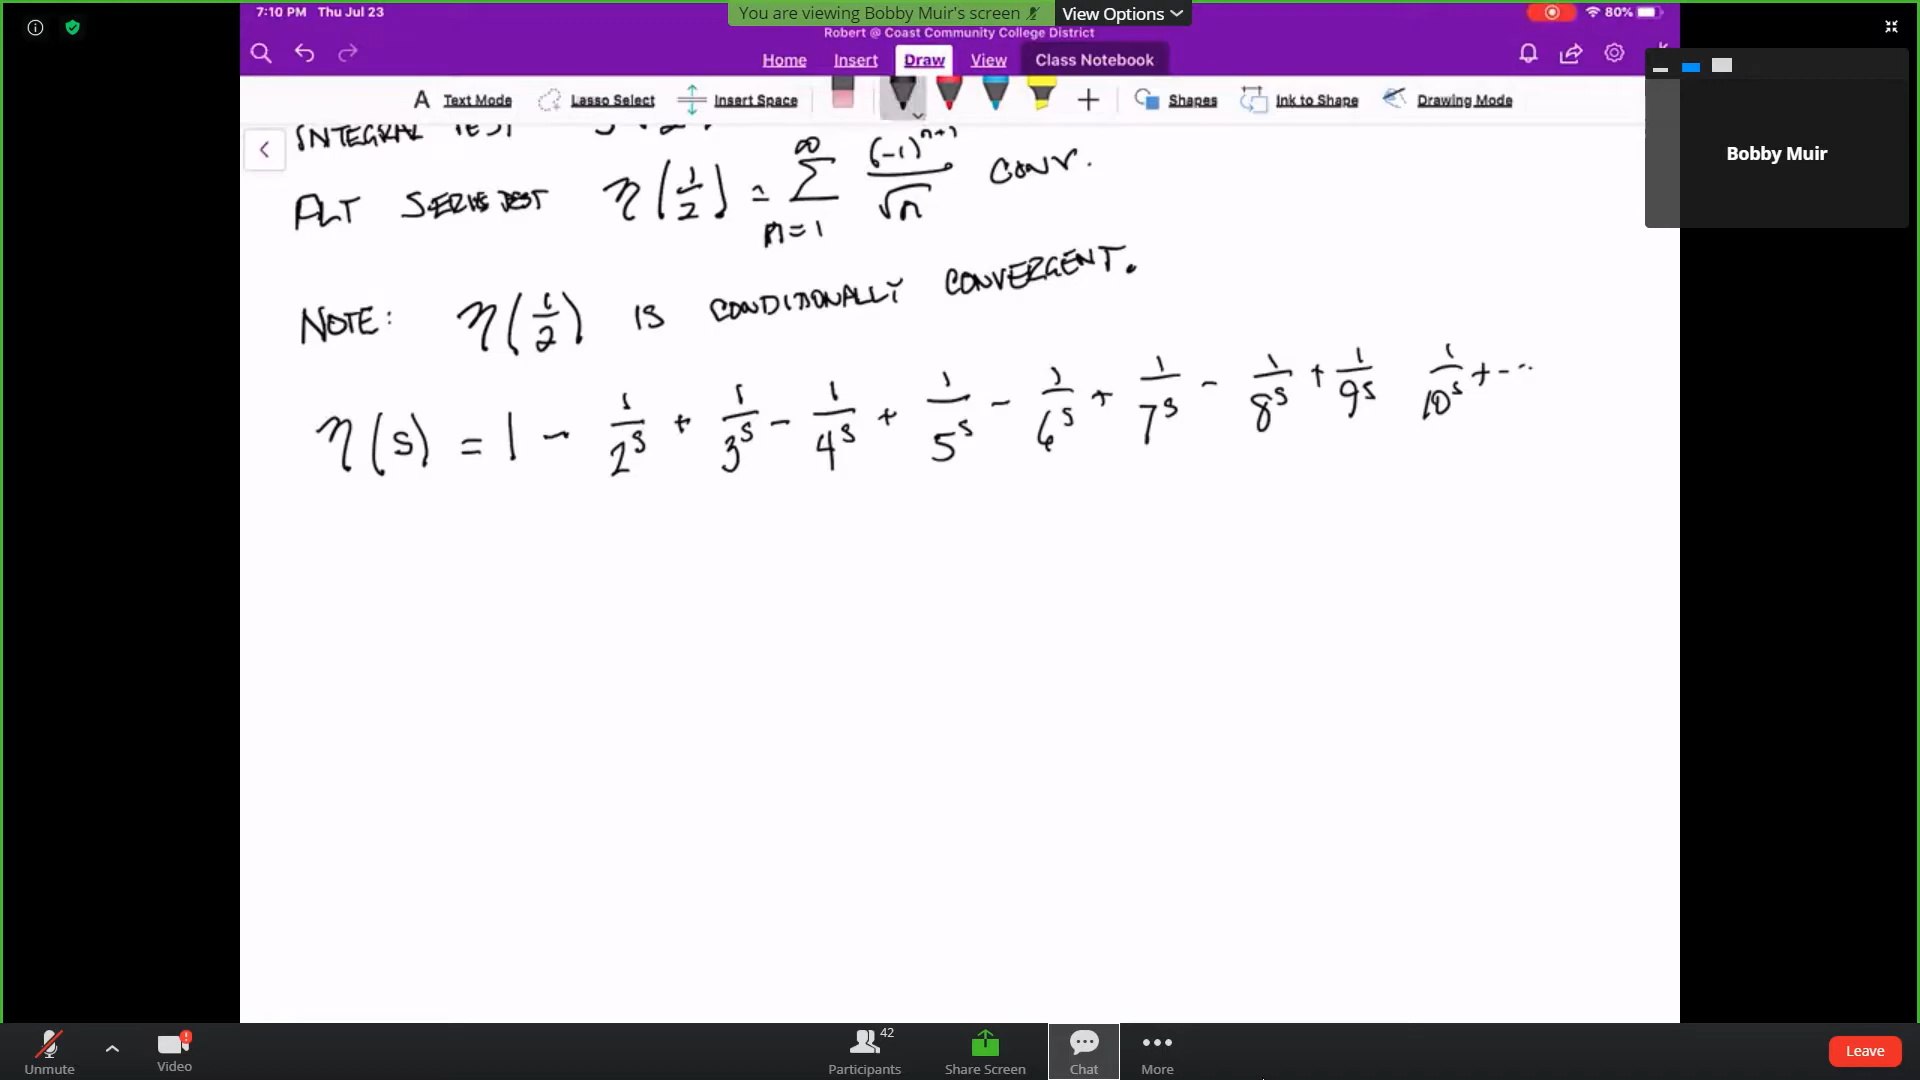 7:10 PM Thu Jul 23
You are viewing Bobby Muir's screen
View Options
80%
Robert @ Coast Community College District
Home Insert Draw View Class Notebook
A Text Mode Lasso Select Insert Space + Shapes Ink to Shape Drawing Mode
Bobby Muir
INTEGRAL TEST
ALT SERIES TEST η(1/2) = ∑_{n=1}^{∞} (-1)^{n+1}/√n CONV.
NOTE: η(1/2) IS CONDITIONALLY CONVERGENT.
η(s) = 1 - 1/2^s + 1/3^s - 1/4^s + 1/5^s - 1/6^s + 1/7^s - 1/8^s + 1/9^s 1/10^s + - ...
Unmute
Video
42
Participants
Share Screen
Chat
More
Leave